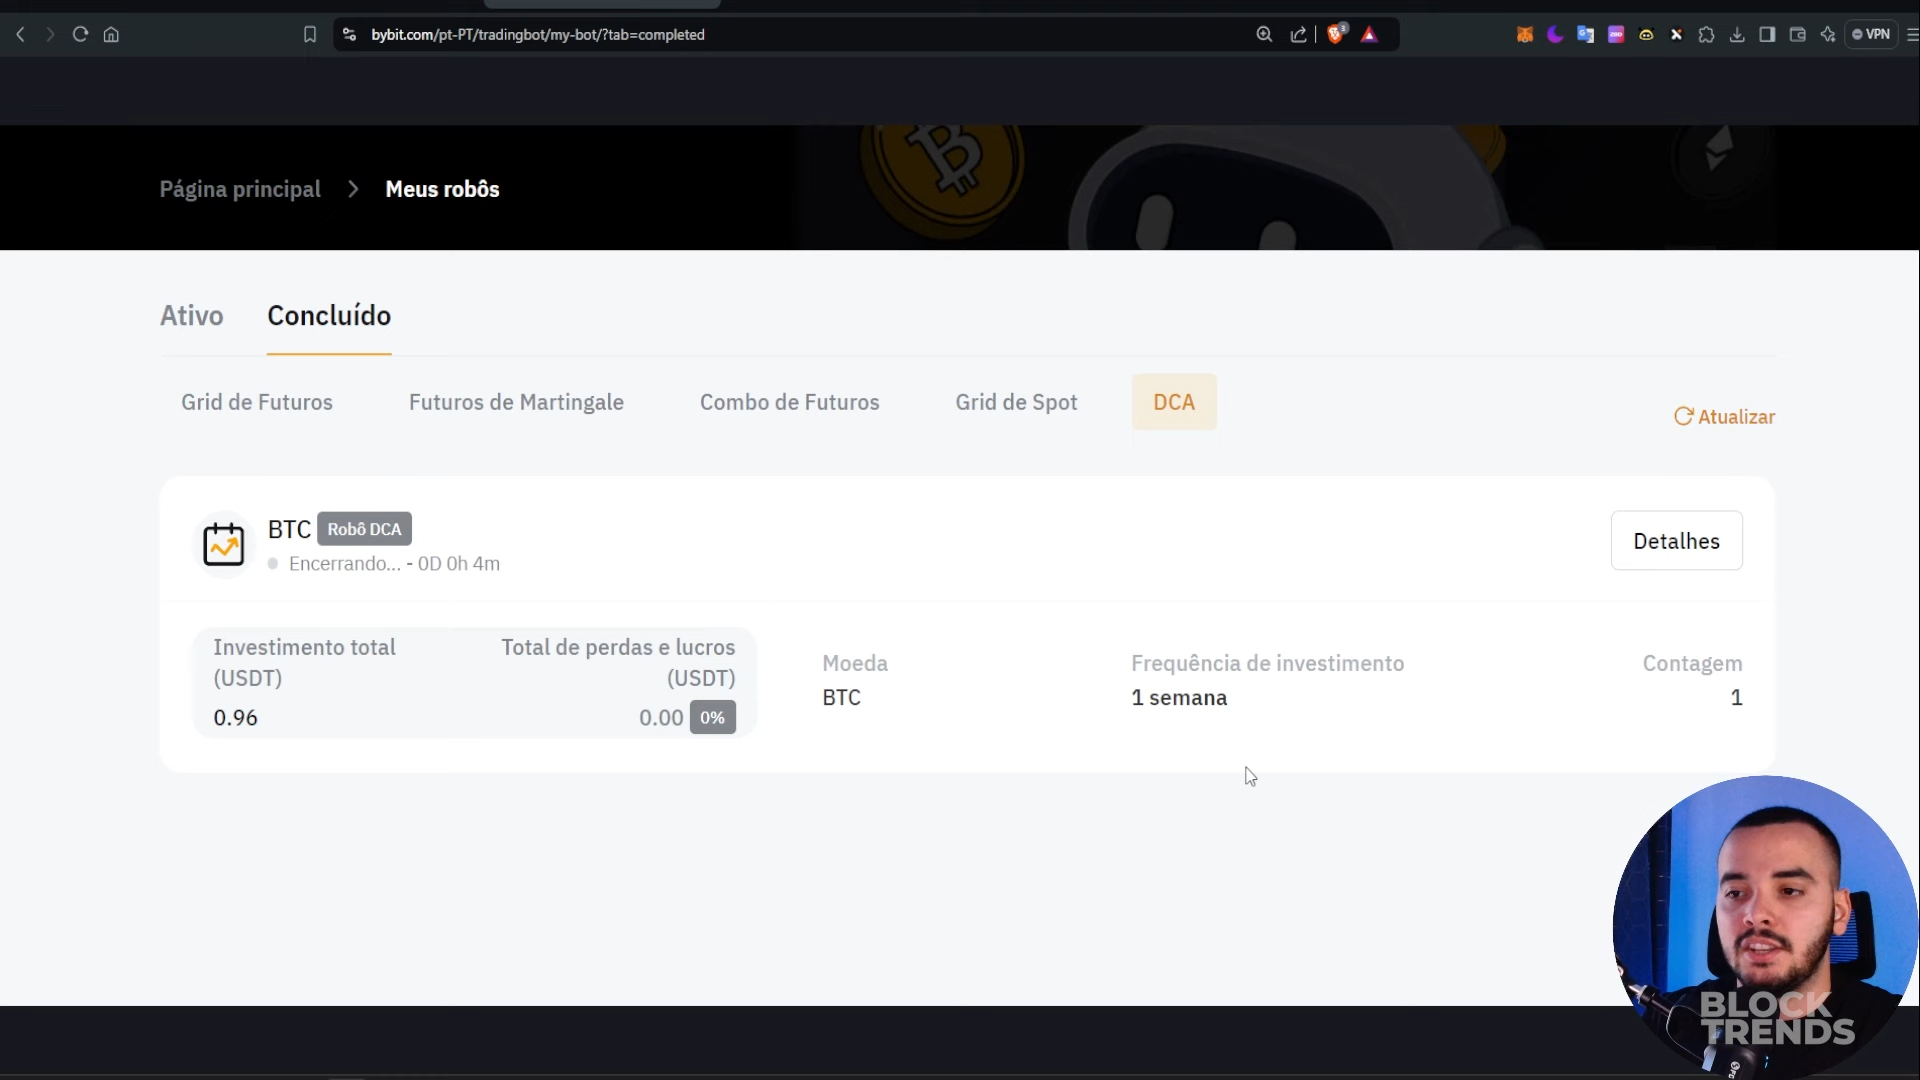 bybit.com/pt-PT/tradingbot/my-bot/?tab=completed
3
VPN
Página principal > Meus robôs
Ativo Concluído
Grid de Futuros Futuros de Martingale Combo de Futuros Grid de Spot DCA
Atualizar
BTC Robô DCA
Encerrando... - 0D 0h 4m
Detalhes
Investimento total
(USDT)
0.96
Total de perdas e lucros
(USDT)
0.00 0%
Moeda
BTC
Frequência de investimento
1 semana
Contagem
1
BLOCK
TRENDS